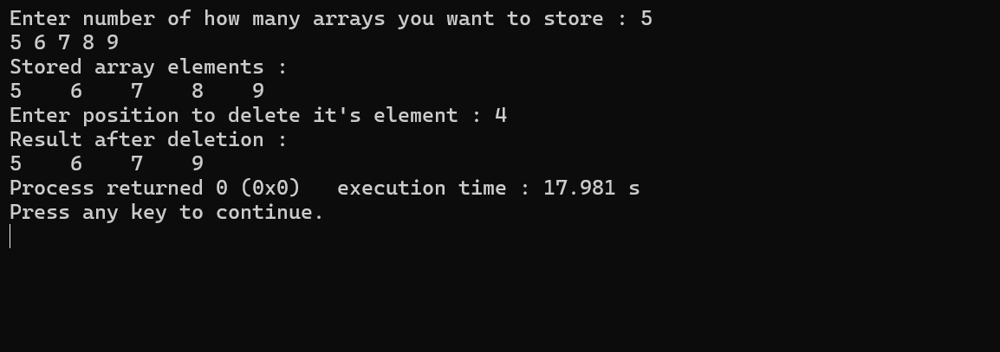 Enter number of how many arrays you want to store : 5
5 6 7 8 9
Stored array elements :
5    6    7    8    9
Enter position to delete it's element : 4
Result after deletion :
5    6    7    9
Process returned 0 (0x0)   execution time : 17.981 s
Press any key to continue.